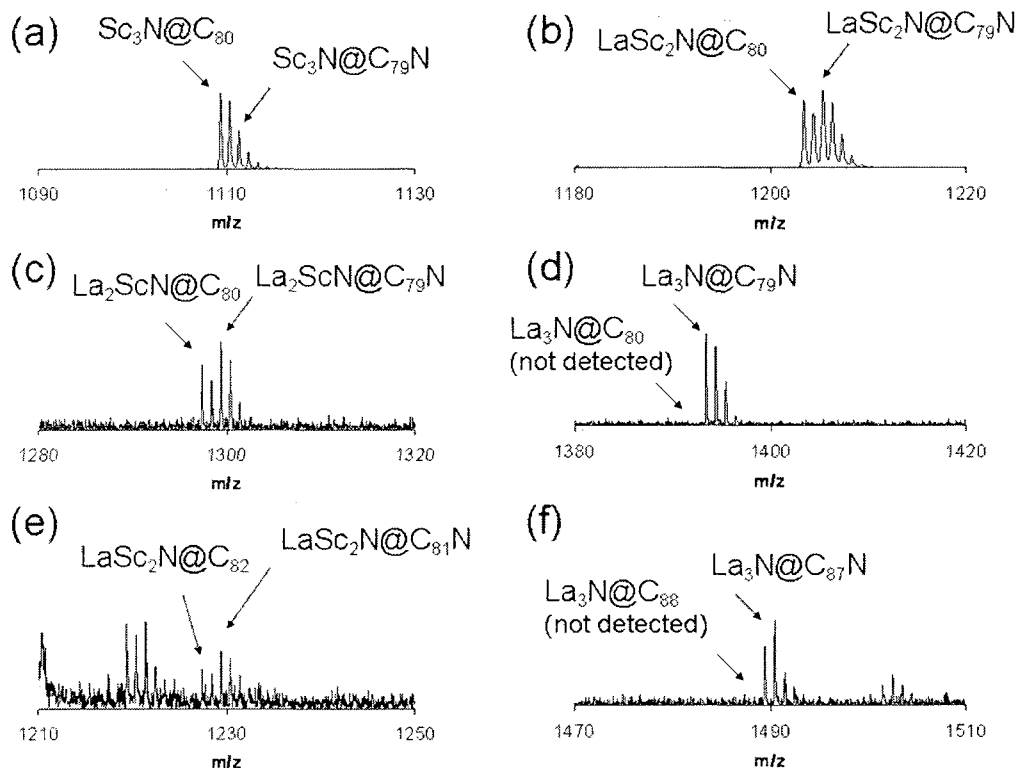 (a)
Sc₃N@C₈₀
Sc₃N@C₇₉N
1090 1110 1130
m/z
(b)
LaSc₂N@C₈₀
LaSc₂N@C₇₉N
1180 1200 1220
m/z
(c)
La₂ScN@C₈₀
La₂ScN@C₇₉N
1280 1300 1320
m/z
(d)
La₃N@C₇₉N
La₃N@C₈₀
(not detected)
1380 1400 1420
m/z
(e)
LaSc₂N@C₈₂
LaSc₂N@C₈₁N
1210 1230 1250
m/z
(f)
La₃N@C₈₇N
La₃N@C₈₈
(not detected)
1470 1490 1510
m/z